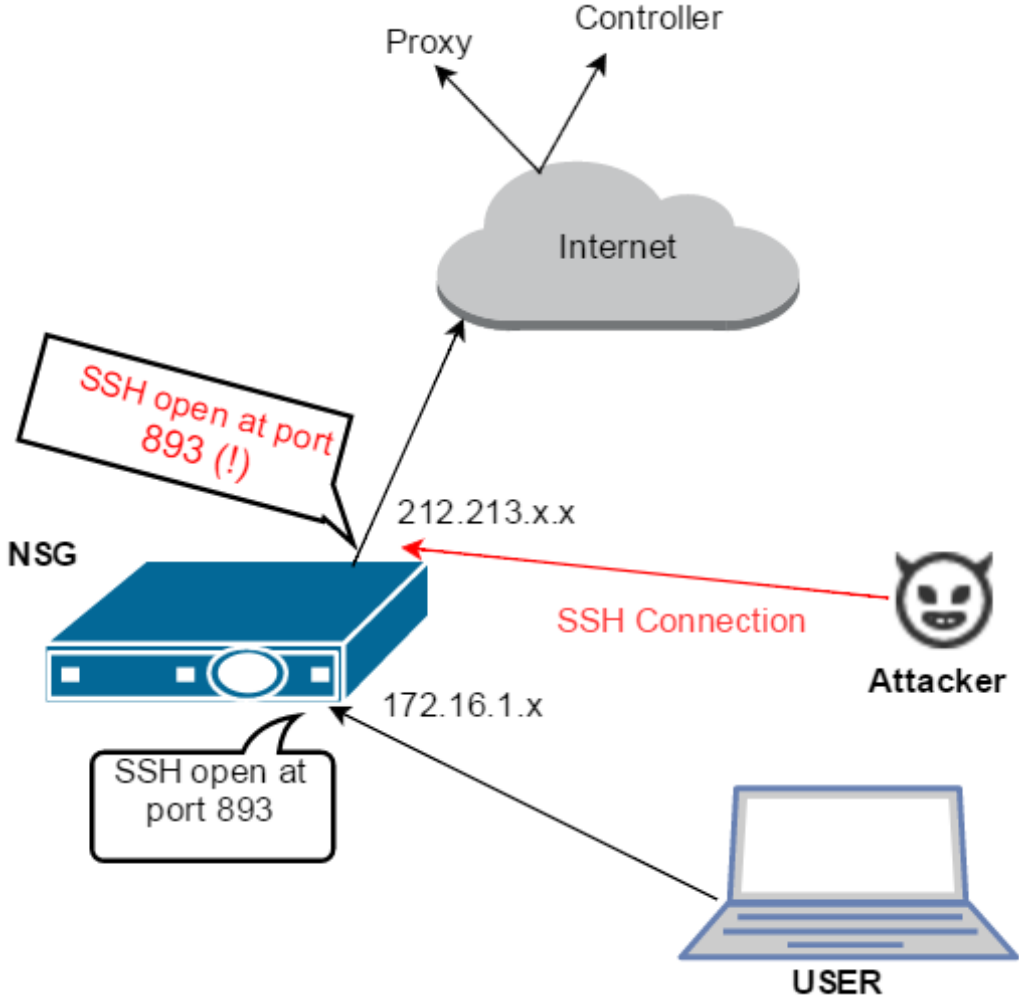 Proxy
Controller
Internet
SSH open at port
893 (!)
212.213.x.x
NSG
SSH Connection
Attacker
172.16.1.x
SSH open at
port 893
USER